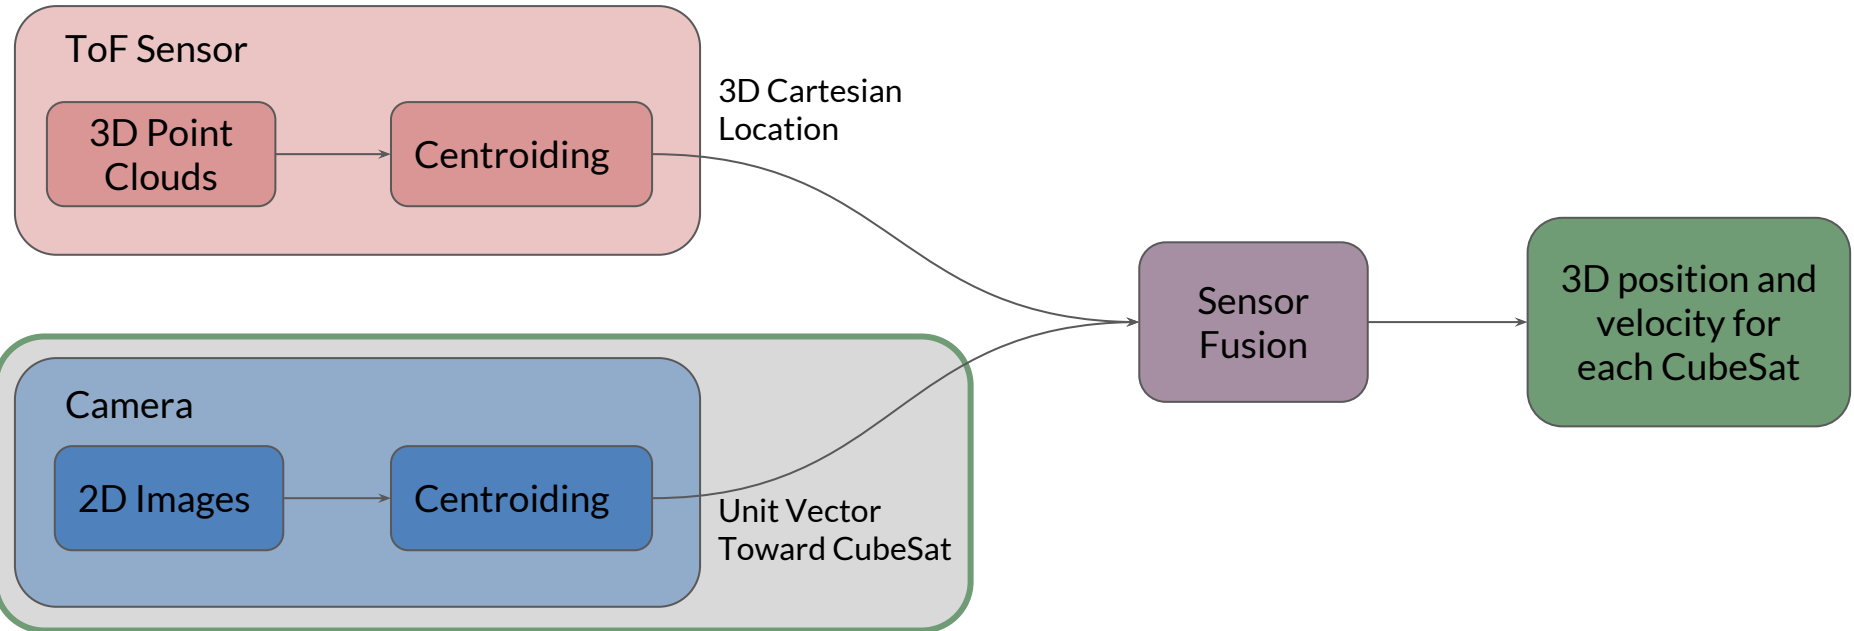 ToF Sensor
3D Point
Clouds
Centroiding
3D Cartesian
Location
Camera
2D Images
Centroiding
Unit Vector
Toward CubeSat
Sensor
Fusion
3D position and
velocity for
each CubeSat